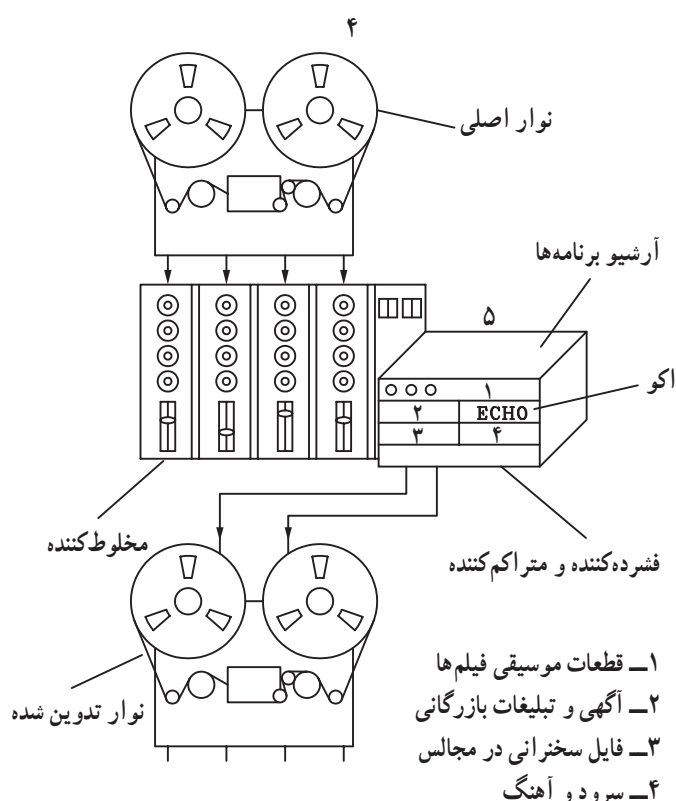 ۴
نوار اصلی
آرشیو برنامه‌ها
۵
اکو
۱
۲ ECHO
۳ ۴
مخلوط‌کننده
فشرده‌کننده و متراکم‌کننده
نوار تدوین شده
۱ــ قطعات موسیقی فیلم‌ها
۲ــ آگهی و تبلیغات بازرگانی
۳ــ فایل سخنرانی در مجالس
۴ــ سرود و آهنگ